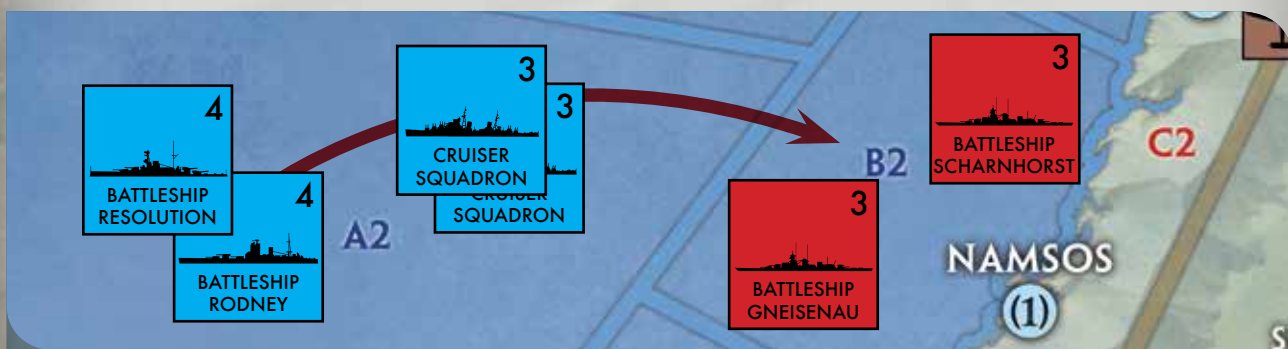 4
BATTLESHIP
RESOLUTION
4
BATTLESHIP
RODNEY
A2
3
CRUISER
SQUADRON
3
CRUISER
SQUADRON
B2
3
BATTLESHIP
SCHARNHORST
3
BATTLESHIP
GNEISENAU
C2
NAMSOS
(1)